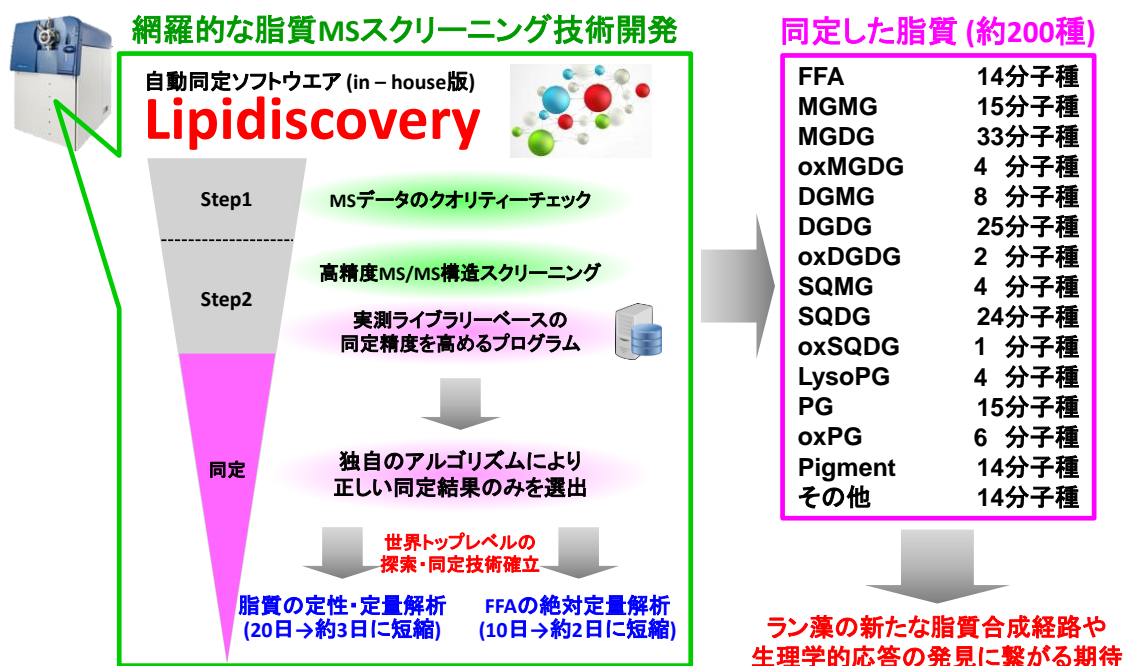 網羅的な脂質MSスクリーニング技術開発
自動同定ソフトウエア (in – house版)
Lipidiscovery
Step1
MSデータのクオリティーチェック
Step2
高精度MS/MS構造スクリーニング
実測ライブラリーベースの
同定精度を高めるプログラム
同定
独自のアルゴリズムにより
正しい同定結果のみを選出
世界トップレベルの
探索・同定技術確立
脂質の定性・定量解析
(20日→約3日に短縮)
FFAの絶対定量解析
(10日→約2日に短縮)
同定した脂質 (約200種)
FFA 14分子種
MGMG 15分子種
MGDG 33分子種
oxMGDG 4 分子種
DGMG 8 分子種
DGDG 25分子種
oxDGDG 2 分子種
SQMG 4 分子種
SQDG 24分子種
oxSQDG 1 分子種
LysoPG 4 分子種
PG 15分子種
oxPG 6 分子種
Pigment 14分子種
その他 14分子種
ラン藻の新たな脂質合成経路や
生理学的応答の発見に繋がる期待